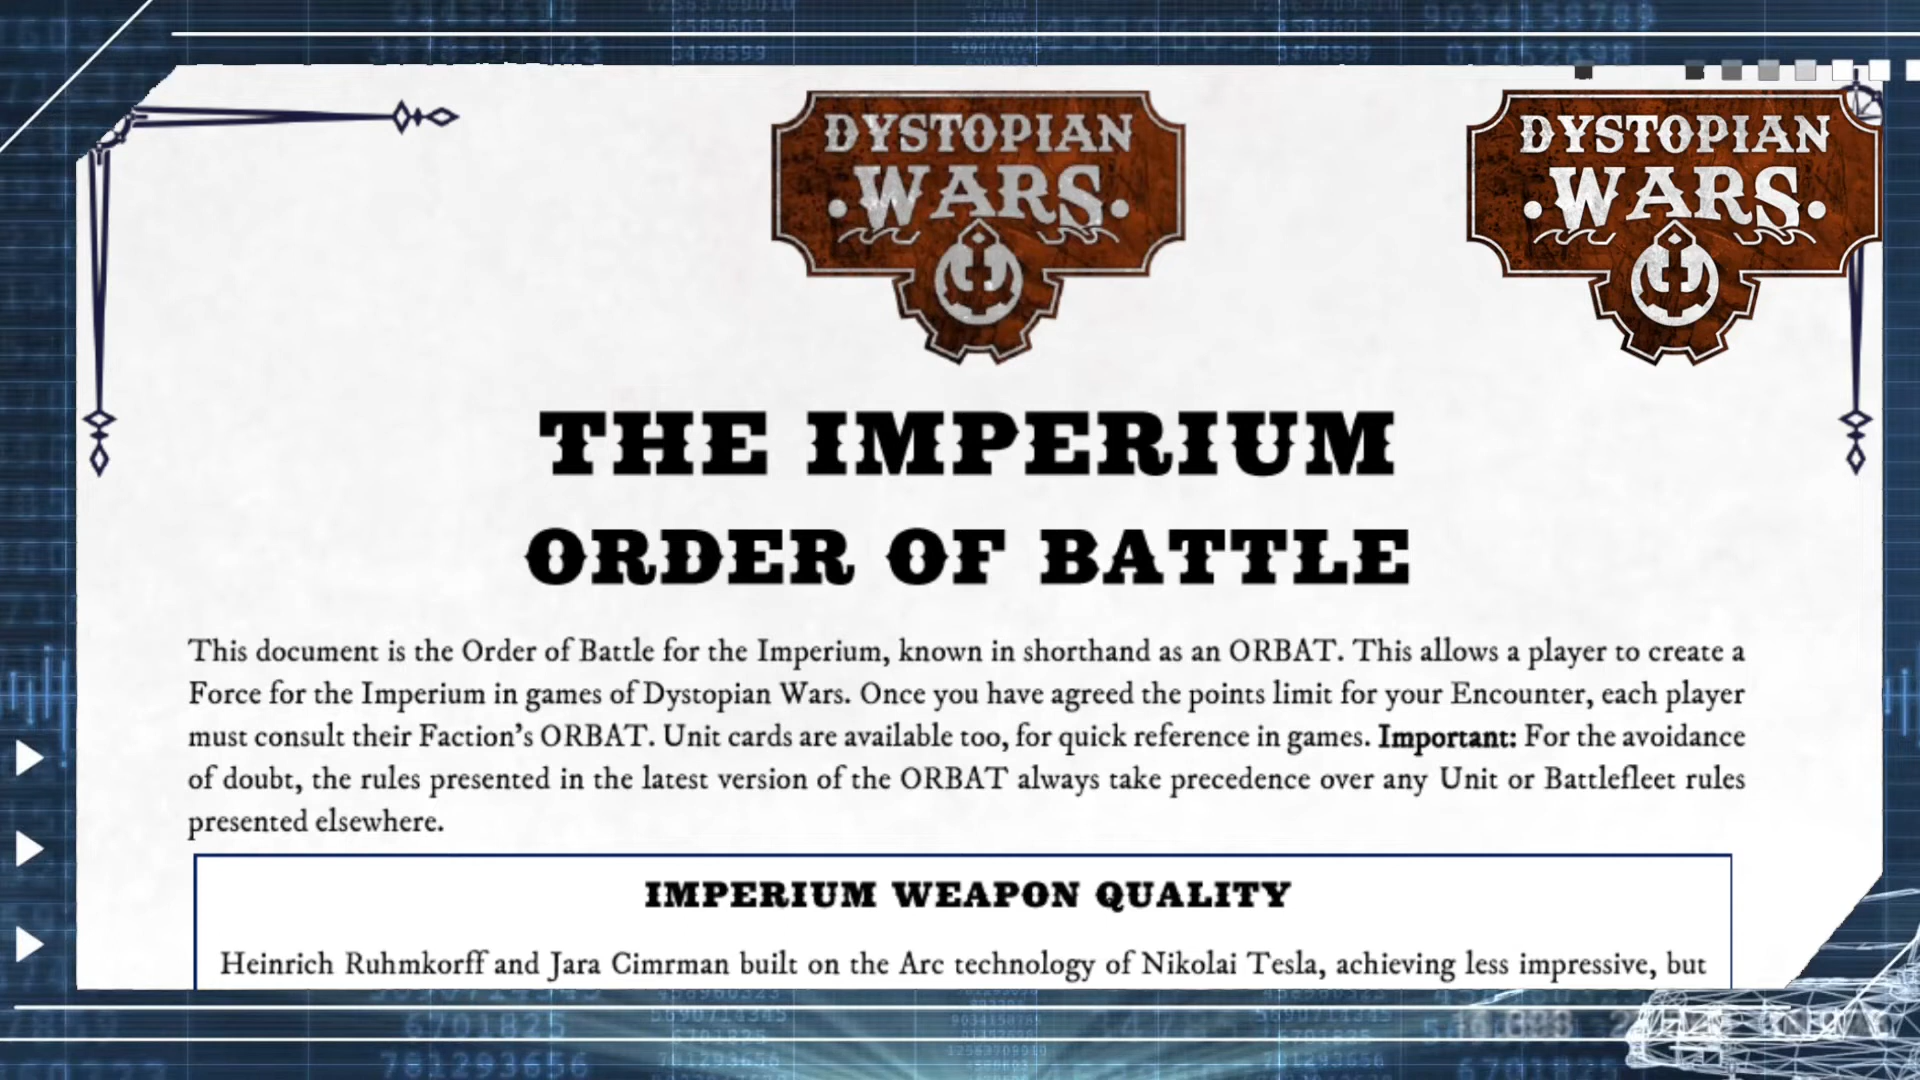 DYSTOPIAN
WARS
DYSTOPIAN
WARS
THE IMPERIUM
ORDER OF BATTLE
This document is the Order of Battle for the Imperium, known in shorthand as an ORBAT. This allows a player to create a
Force for the Imperium in games of Dystopian Wars. Once you have agreed the points limit for your Encounter, each player
must consult their Faction's ORBAT. Unit cards are available too, for quick reference in games. Important: For the avoidance
of doubt, the rules presented in the latest version of the ORBAT always take precedence over any Unit or Battlefleet rules
presented elsewhere.
IMPERIUM WEAPON QUALITY
Heinrich Ruhmkorff and Jara Cimrman built on the Arc technology of Nikolai Tesla, achieving less impressive, but
6701825
781293656